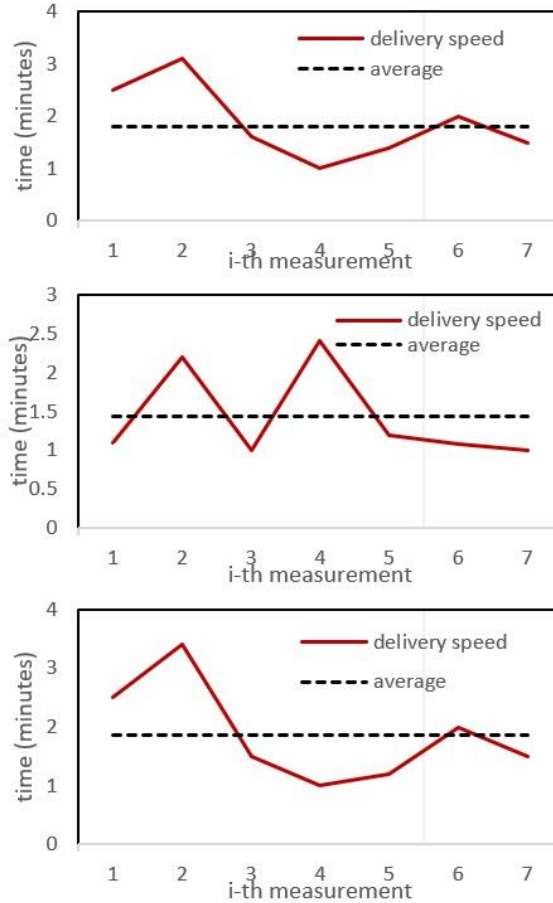 delivery speed
average
time (minutes)
4
3
2
1
0
1 2 3 4 5 6 7
i-th measurement
delivery speed
average
time (minutes)
3
2.5
2
1.5
1
0.5
0
1 2 3 4 5 6 7
i-th measurement
delivery speed
average
time (minutes)
4
3
2
1
0
1 2 3 4 5 6 7
i-th measurement